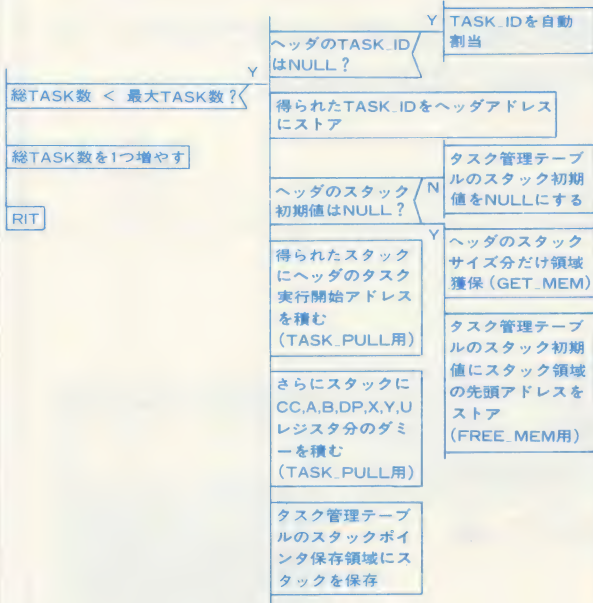 総TASK数 < 最大TASK数?
Y
総TASK数を1つ増やす
RIT
ヘッダのTASK_ID
はNULL?
Y
TASK_IDを自動
割当
得られたTASK_IDをヘッダアドレス
にストア
ヘッダのスタック
初期値はNULL?
N
タスク管理テーブ
ルのスタック初期
値をNULLにする
Y
ヘッダのスタック
サイズ分だけ領域
獲保(GET_MEM)
タスク管理テーブ
ルのスタック初期
値にスタック領域
の先頭アドレスを
ストア
(FREE_MEM用)
得られたスタック
にヘッダのタスク
実行開始アドレス
を積む
(TASK_PULL用)
さらにスタックに
CC,A,B,DP,X,Y,U
レジスタ分のダミ
ーを積む
(TASK_PULL用)
タスク管理テーブ
ルのスタックポイ
ンタ保存領域にス
タックを保存